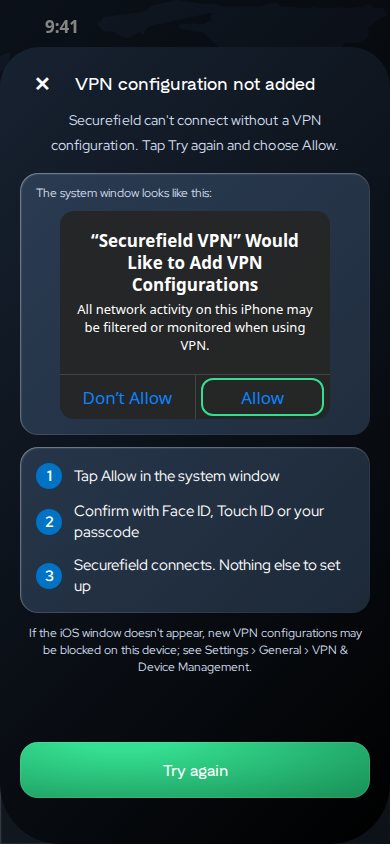 9:41
✕ VPN configuration not added
Securefield can't connect without a VPN
configuration. Tap Try again and choose Allow.
The system window looks like this:
“Securefield VPN” Would
Like to Add VPN
Configurations
All network activity on this iPhone may
be filtered or monitored when using
VPN.
Don’t Allow
Allow
1 Tap Allow in the system window
2 Confirm with Face ID, Touch ID or your
passcode
3 Securefield connects. Nothing else to set
up
If the iOS window doesn't appear, new VPN configurations may
be blocked on this device; see Settings › General › VPN &
Device Management.
Try again